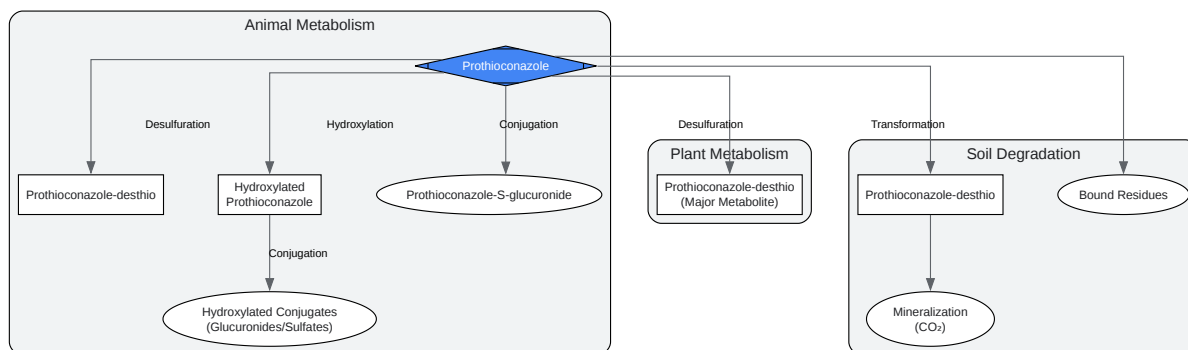 Animal Metabolism
Prothioconazole
Desulfuration
Hydroxylation
Conjugation
Desulfuration
Transformation
Plant Metabolism
Soil Degradation
Prothioconazole-desthio
Hydroxylated
Prothioconazole
Prothioconazole-S-glucuronide
Prothioconazole-desthio
(Major Metabolite)
Prothioconazole-desthio
Bound Residues
Conjugation
Hydroxylated Conjugates
(Glucuronides/Sulfates)
Mineralization
(CO₂)